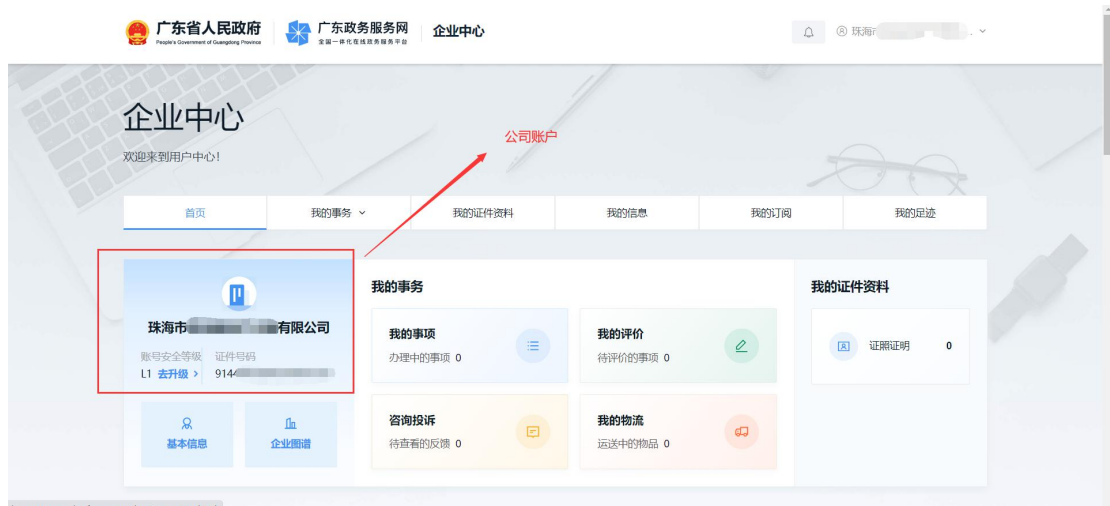 广东省人民政府
People's Government of Guangdong Province
广东政务服务网
全国一体化在线政务服务平台
企业中心
珠海
企业中心
欢迎来到用户中心!
公司账户
首页
我的事务
我的证件资料
我的信息
我的订阅
我的足迹
珠海市
有限公司
账号安全等级
证件号码
L1 去升级 >
914
基本信息
企业图谱
我的事务
我的事项
办理中的事项 0
我的评价
待评价的事项 0
咨询投诉
待查看的反馈 0
我的物流
运送中的物品 0
我的证件资料
证照证明 0